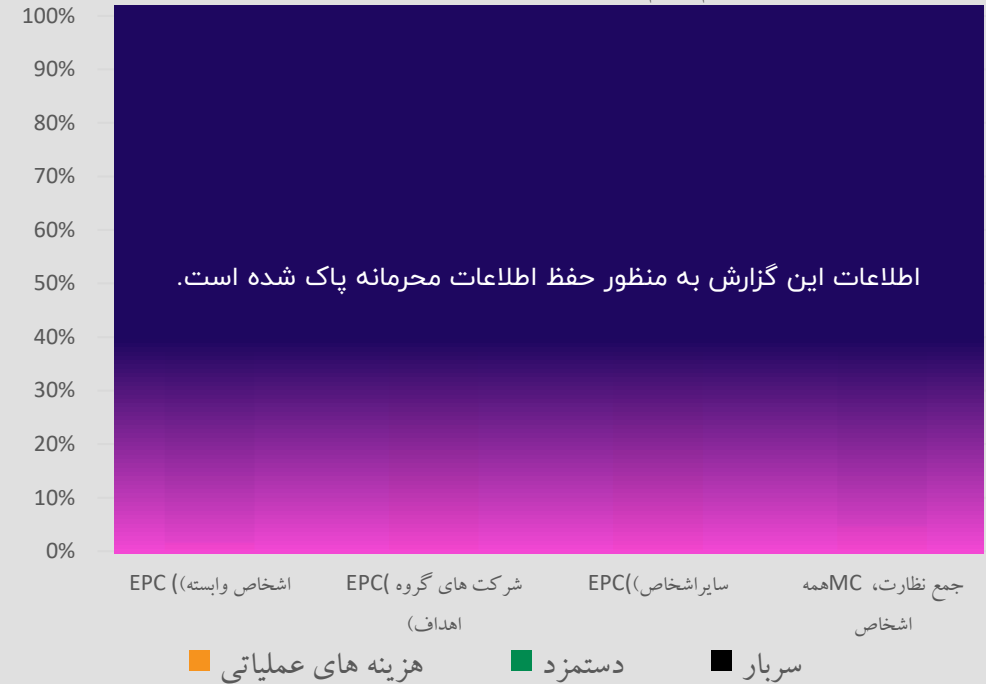 100%
90%
80%
70%
60%
50%
40%
30%
20%
10%
0%
اطلاعات این گزارش به منظور حفظ اطلاعات محرمانه پاک شده است.
EPC ((اشخاص وابسته
EPC( شرکت های گروه
اهداف)
EPC((سایراشخاص)
جمع نظارت، MCهمه
اشخاص
هزینه های عملیاتی
دستمزد
سربار